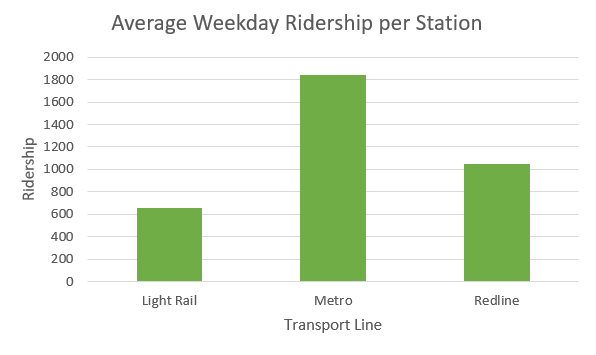 Average Weekday Ridership per Station
2000
1800
1600
1400
1200
1000
800
600
400
200
0
Ridership
Light Rail
Metro
Redline
Transport Line